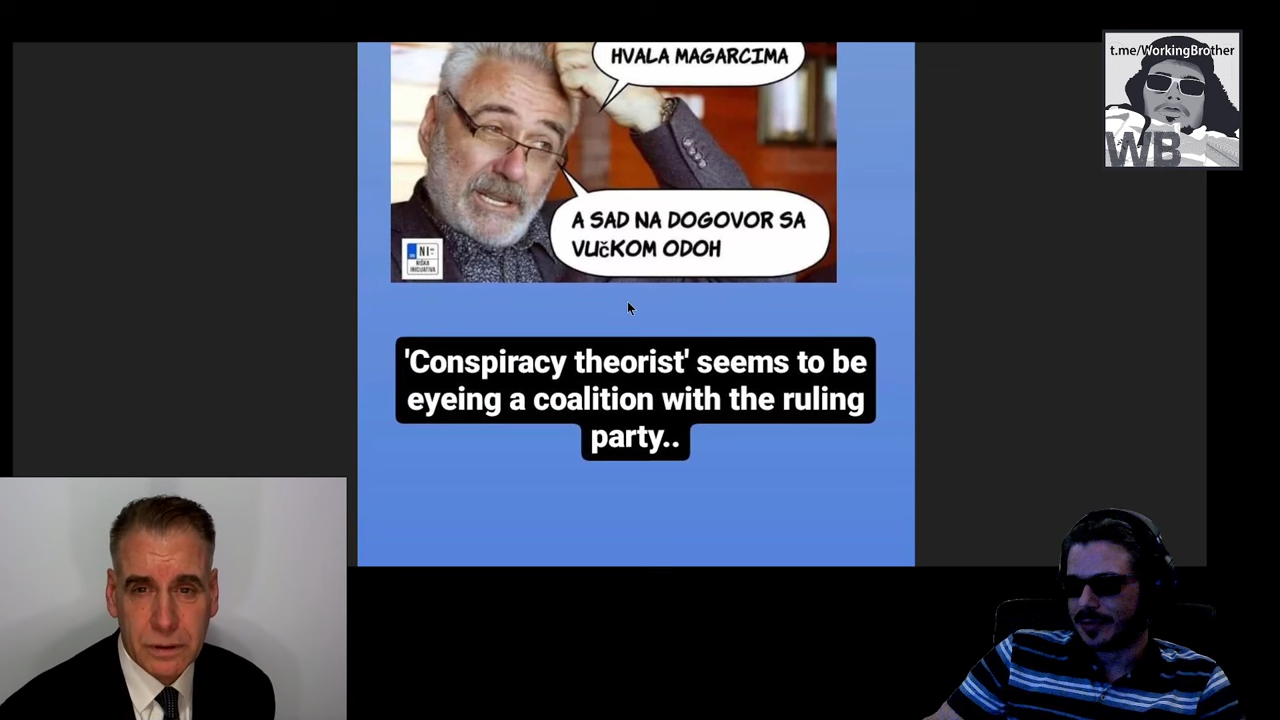 t.me/WorkingBrother
WB
HVALA MAGARCIMA
A SAD NA DOGOVOR SA
VUčKOM ODOH
NI
NIŠKA
INICIJATIVA
'Conspiracy theorist' seems to be
eyeing a coalition with the ruling
party..